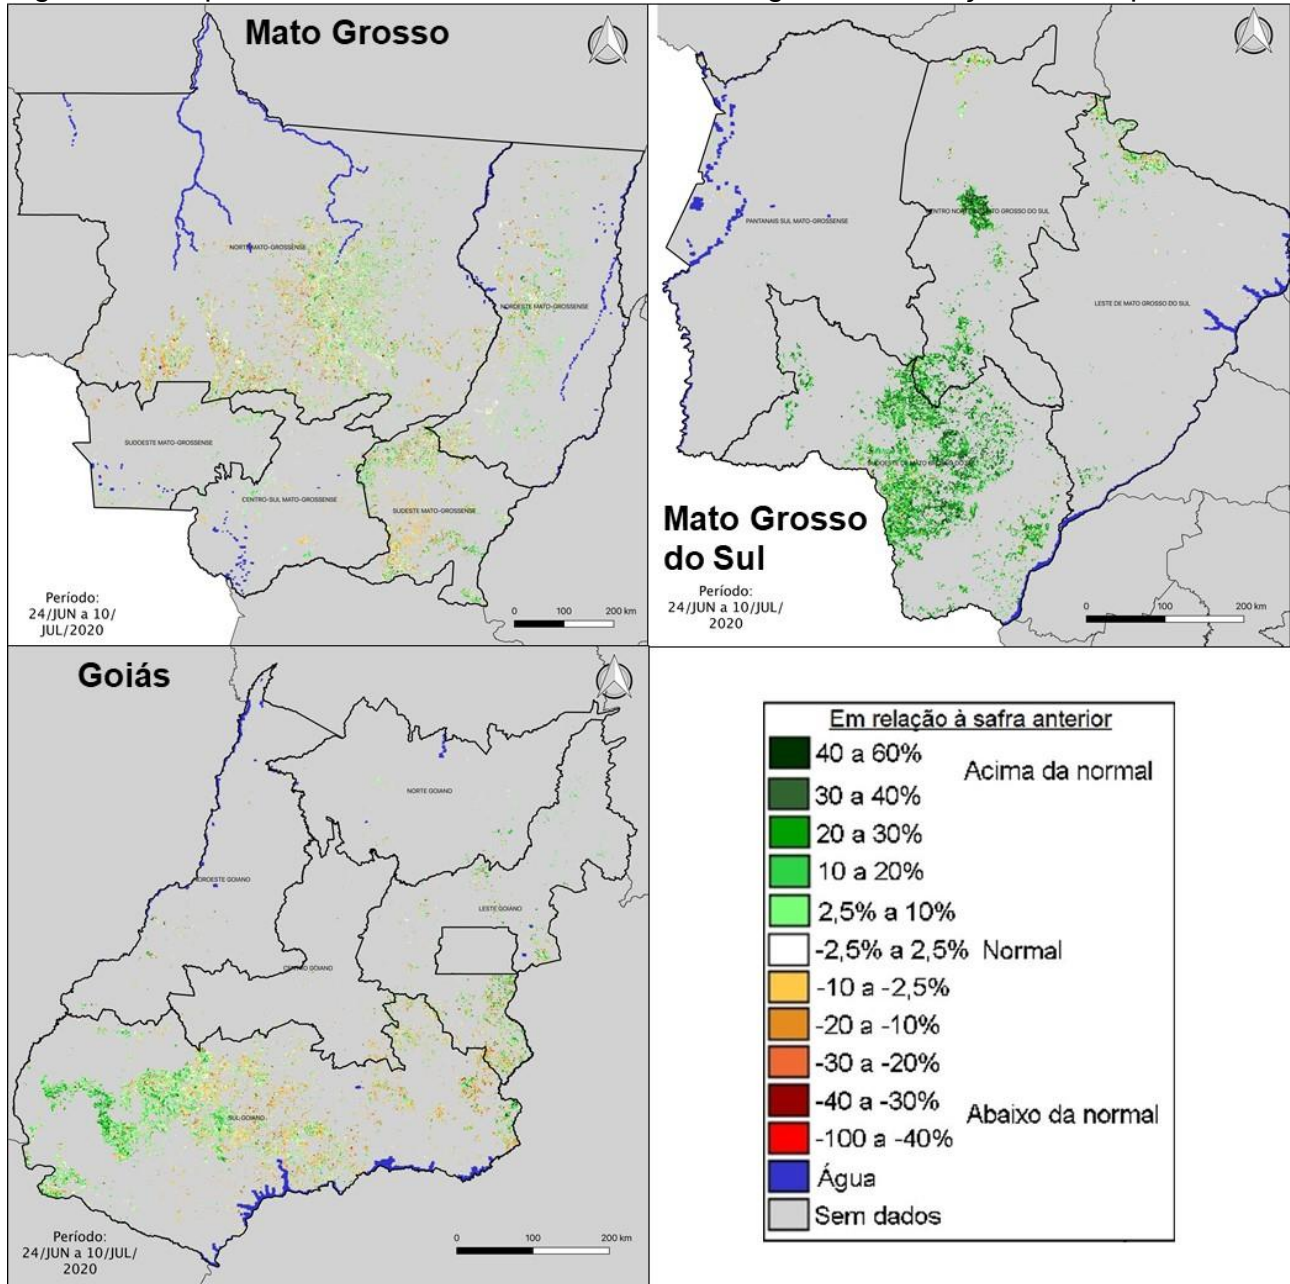 Mato Grosso
NORTE MATO-GROSSENSE
NORDESTE MATO-GROSSENSE
SUDOESTE MATO-GROSSENSE
CENTRO-SUL MATO-GROSSENSE
SUDESTE MATO-GROSSENSE
Período:
24/JUN a 10/
JUL/2020
0 100 200 km
PANTANAIS SUL MATO-GROSSENSE
CENTRO NORTE DE MATO GROSSO DO SUL
LESTE DE MATO GROSSO DO SUL
SUDOESTE DE MATO GROSSO DO SUL
Mato Grosso
do Sul
Período:
24/JUN a 10/JUL/
2020
0 100 200 km
Goiás
NORTE GOIANO
NOROESTE GOIANO
LESTE GOIANO
CENTRO GOIANO
SUL GOIANO
Período:
24/JUN a 10/JUL/
2020
0 100 200 km
Em relação à safra anterior
40 a 60%
Acima da normal
30 a 40%
20 a 30%
10 a 20%
2,5% a 10%
-2,5% a 2,5% Normal
-10 a -2,5%
-20 a -10%
-30 a -20%
-40 a -30%
Abaixo da normal
-100 a -40%
Água
Sem dados